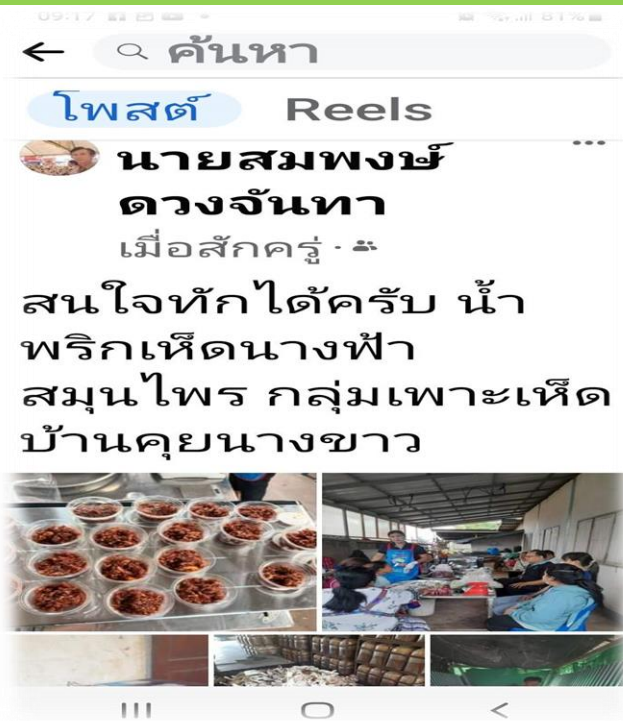 09:17
81%
ค้นหา
โพสต์ Reels
นายสมพงษ์
ดวงจันทา
เมื่อสักครู่ ·
สนใจทักได้ครับ น้ำ
พริกเห็ดนางฟ้า
สมุนไพร กลุ่มเพาะเห็ด
บ้านคุยนางขาว